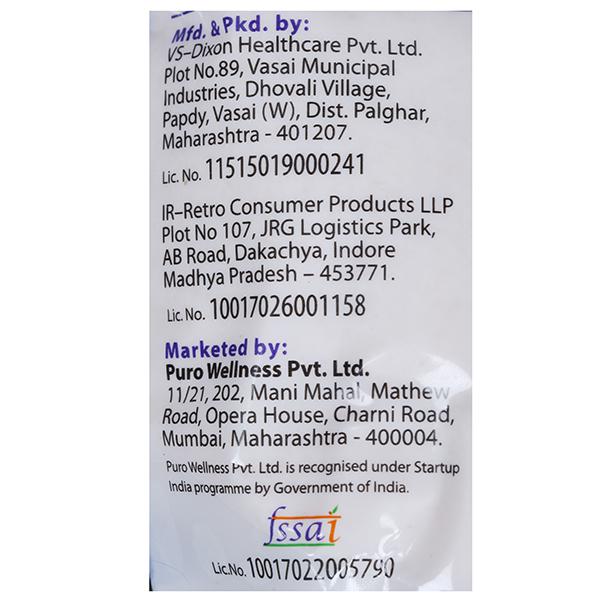 Mfd. & Pkd. by:
VS–Dixon Healthcare Pvt. Ltd.
Plot No.89, Vasai Municipal
Industries, Dhovali Village,
Papdy, Vasai (W), Dist. Palghar,
Maharashtra - 401207.
Lic. No. 11515019000241
IR–Retro Consumer Products LLP
Plot No 107, JRG Logistics Park,
AB Road, Dakachya, Indore
Madhya Pradesh – 453771.
Lic. No. 10017026001158
Marketed by:
Puro Wellness Pvt. Ltd.
11/21, 202, Mani Mahal, Mathew
Road, Opera House, Charni Road,
Mumbai, Maharashtra - 400004.
Puro Wellness Pvt. Ltd. is recognised under Startup
India programme by Government of India.
fssai
Lic.No. 10017022005790